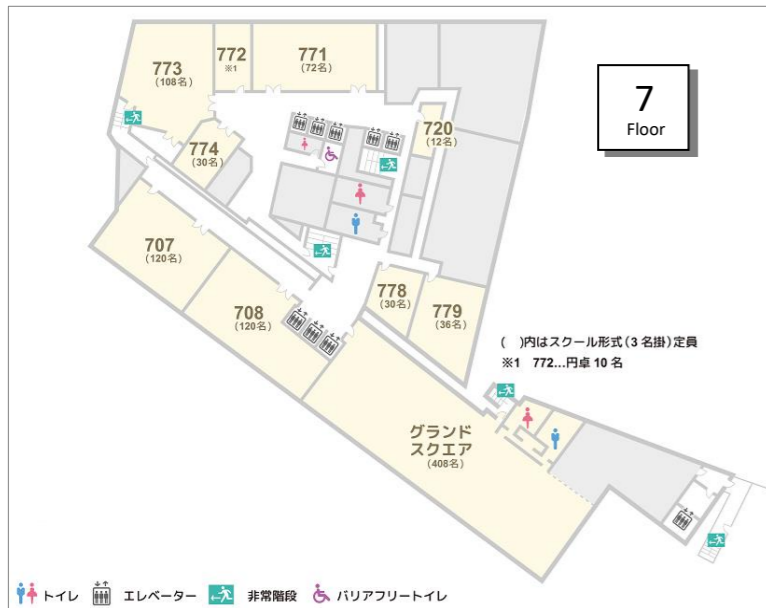 7
Floor
773
(108名)
772
※1
771
(72名)
720
(12名)
774
(30名)
707
(120名)
708
(120名)
778
(30名)
779
(36名)
( )内はスクール形式(3名掛)定員
※1 772...円卓 10 名
グランド
スクエア
(408名)
トイレ エレベーター 非常階段 バリアフリートイレ